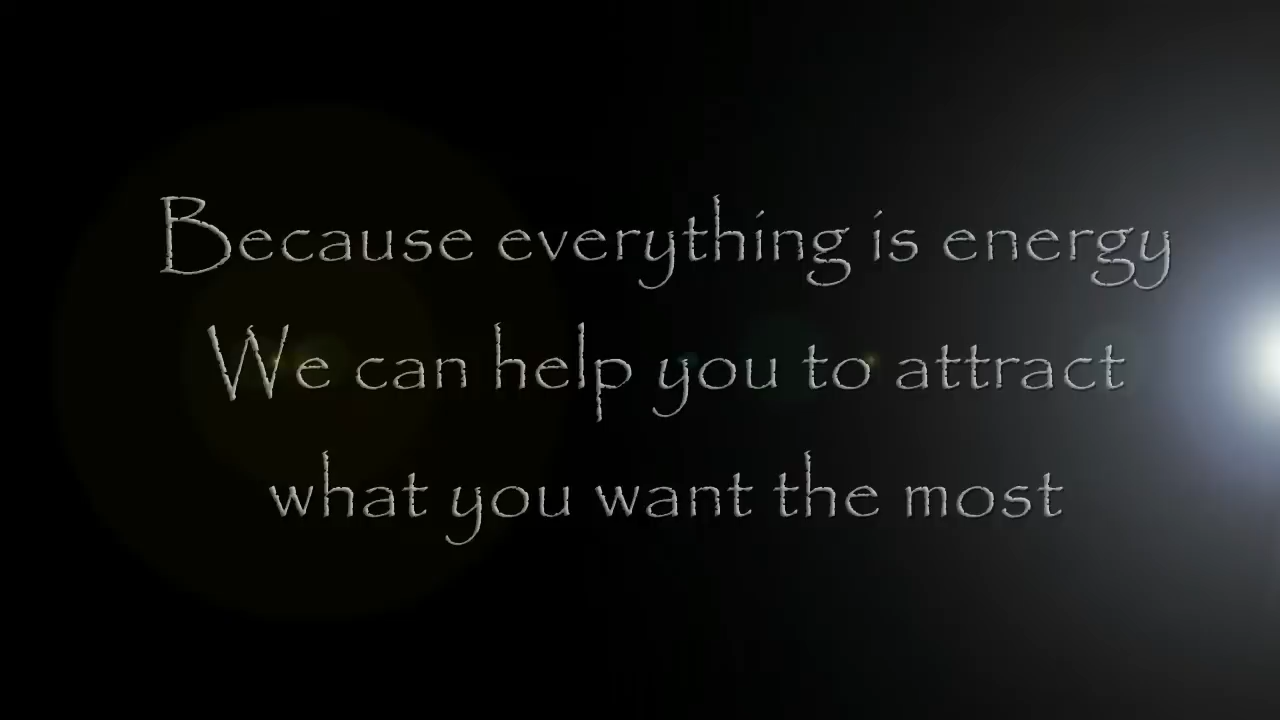 Because everything is energy
We can help you to attract
what you want the most